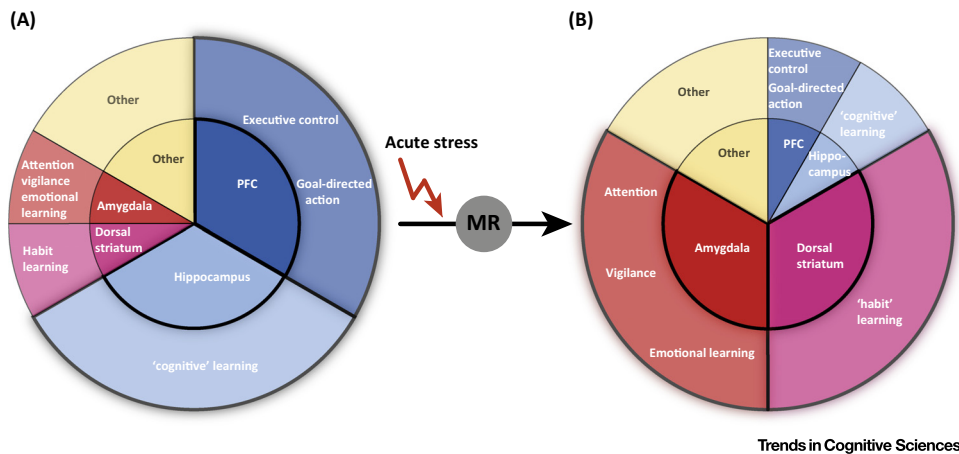 (A)
Other
Executive control
Other
Attention
vigilance
emotional
learning
Amygdala
PFC
Goal-directed
action
Dorsal
striatum
Habit
learning
Hippocampus
‘cognitive’ learning
Acute stress
MR
(B)
Executive
control
Goal-directed
action
Other
‘cognitive’
learning
PFC
Other
Hippo-
campus
Attention
Amygdala
Dorsal
striatum
Vigilance
‘habit’
learning
Emotional learning
Trends in Cognitive Sciences